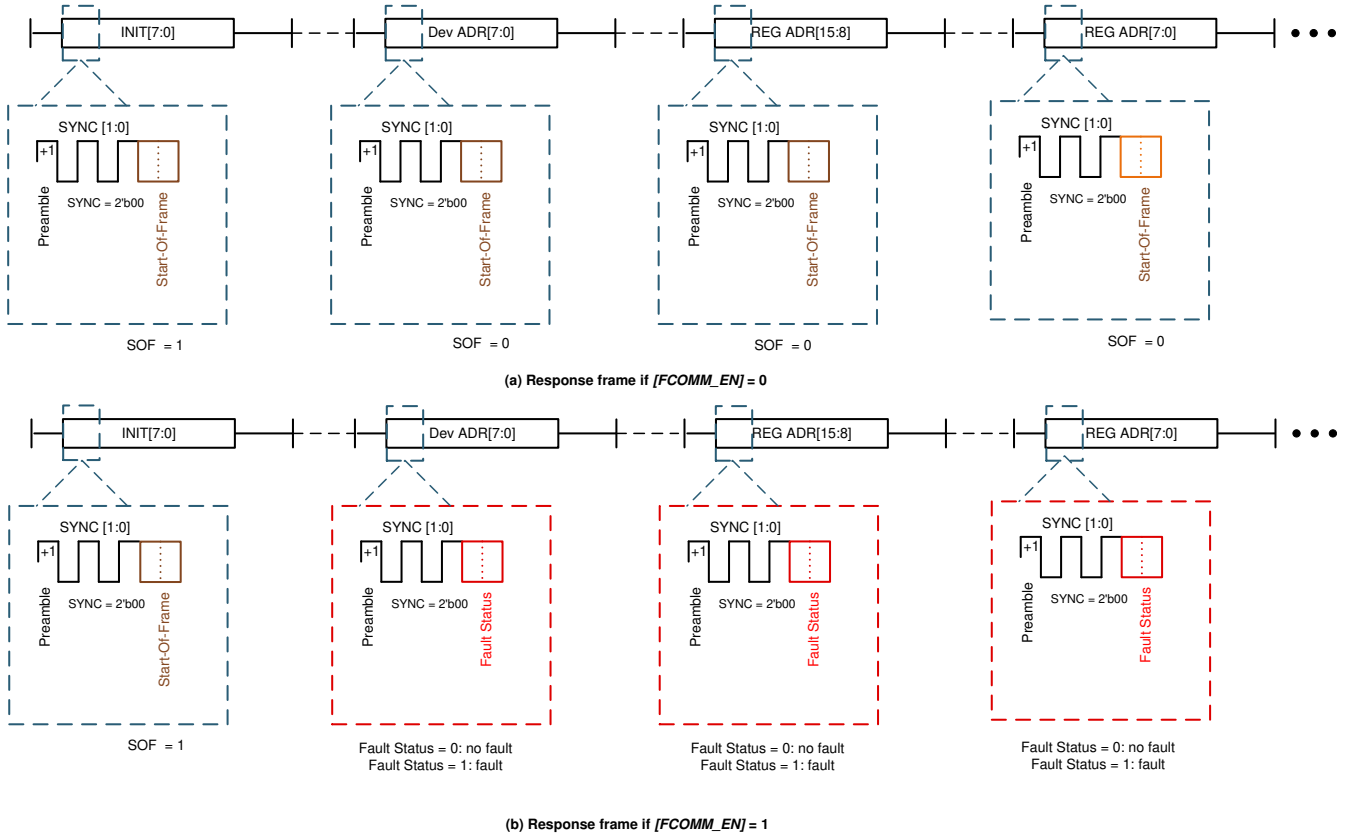 INIT[7:0] Dev ADR[7:0] REG ADR[15:8] REG ADR[7:0]
SYNC [1:0] SYNC [1:0] SYNC [1:0] SYNC [1:0]
+1 +1 +1 +1
SYNC = 2'b00 SYNC = 2'b00 SYNC = 2'b00 SYNC = 2'b00
Preamble Start-Of-Frame Preamble Start-Of-Frame Preamble Start-Of-Frame Preamble Start-Of-Frame
SOF = 1 SOF = 0 SOF = 0 SOF = 0
(a) Response frame if [FCOMM_EN] = 0
INIT[7:0] Dev ADR[7:0] REG ADR[15:8] REG ADR[7:0]
SYNC [1:0] SYNC [1:0] SYNC [1:0] SYNC [1:0]
+1 +1 +1 +1
SYNC = 2'b00 SYNC = 2'b00 SYNC = 2'b00 SYNC = 2'b00
Preamble Start-Of-Frame Preamble Fault Status Preamble Fault Status Preamble Fault Status
SOF = 1 Fault Status = 0: no fault Fault Status = 0: no fault Fault Status = 0: no fault
Fault Status = 1: fault Fault Status = 1: fault Fault Status = 1: fault
(b) Response frame if [FCOMM_EN] = 1